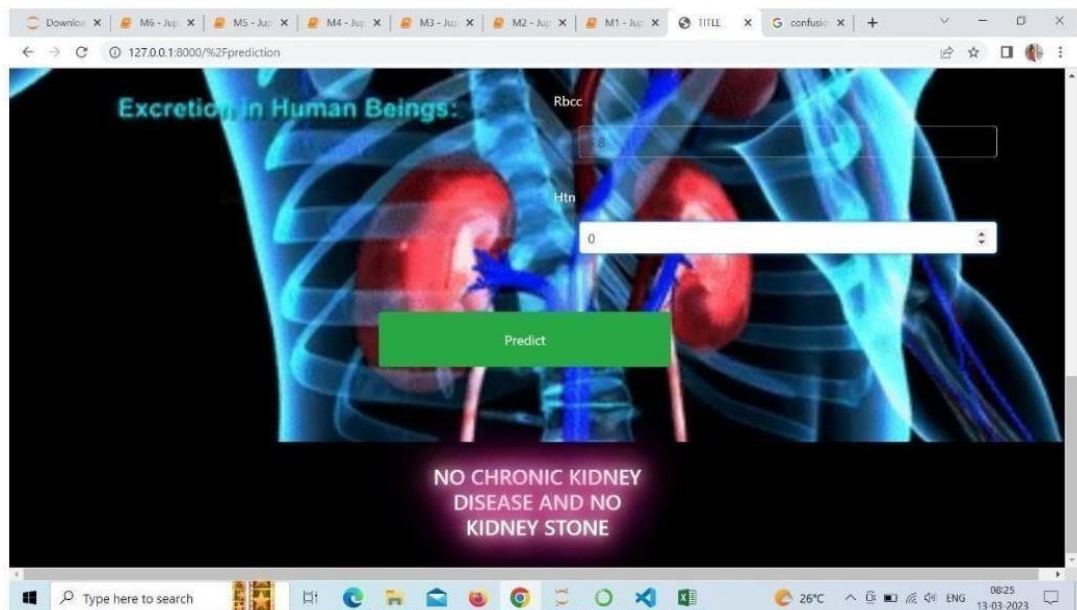 Downloa
M6 - Jup
M5 - Jup
M4 - Jup
M3 - Jup
M2 - Jup
M1 - Jup
TITLE
confusio
127.0.0.1:8000/%2Fprediction
Excretion in Human Beings:
Rbcc
Htn
0
Predict
NO CHRONIC KIDNEY
DISEASE AND NO
KIDNEY STONE
Type here to search
26°C
ENG
08:25
13-03-2023